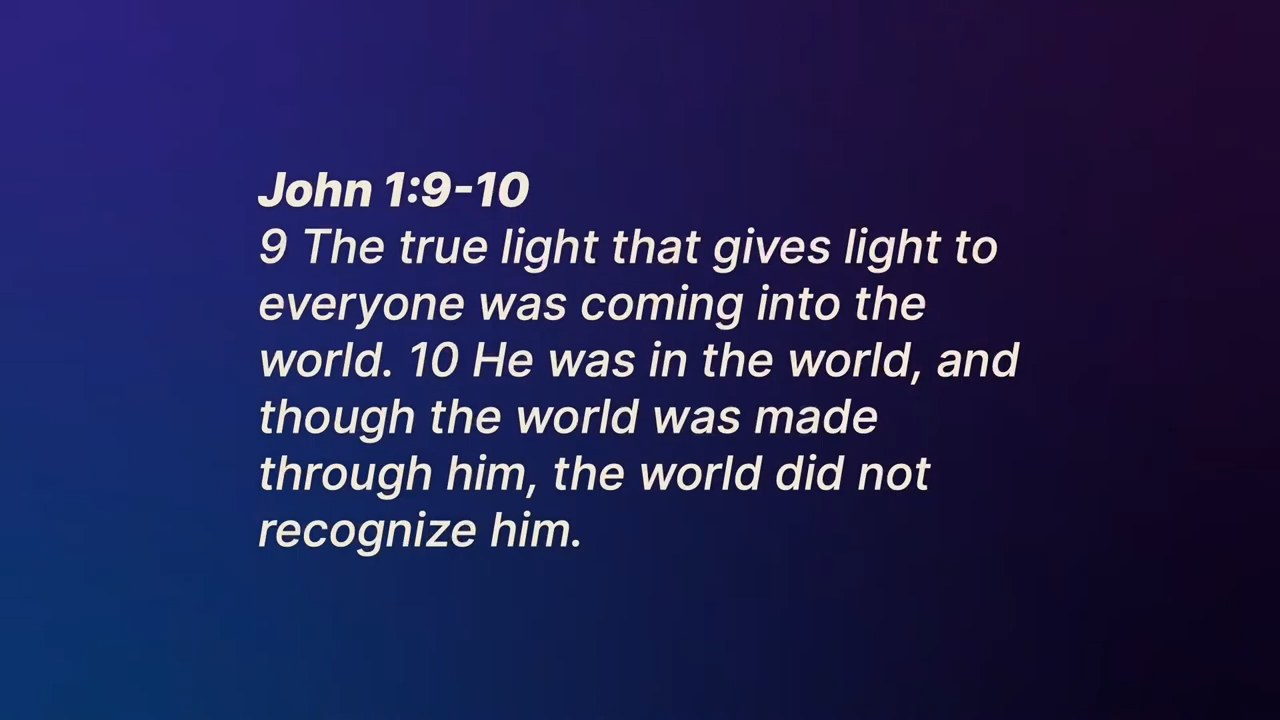 John 1:9-10
9 The true light that gives light to
everyone was coming into the
world. 10 He was in the world, and
though the world was made
through him, the world did not
recognize him.